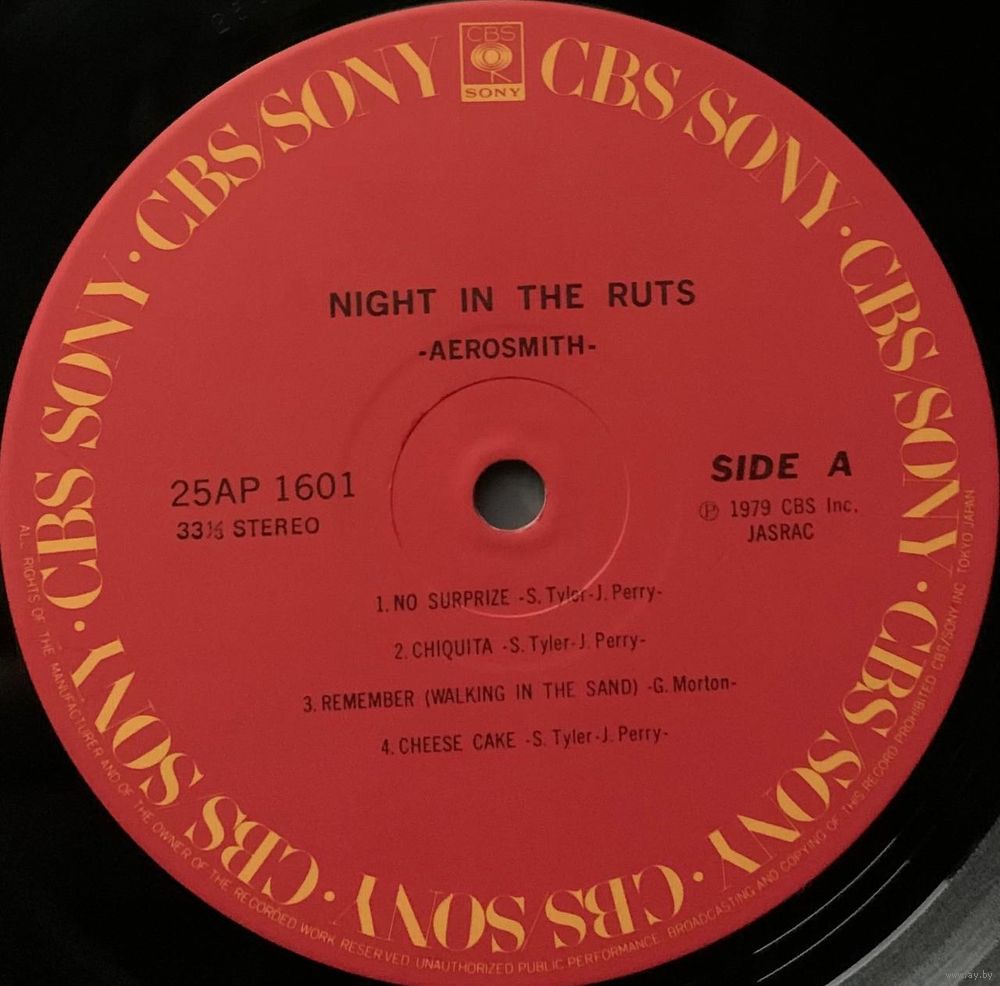 CBS
SONY
CBS/SONY · CBS/SONY · CBS/SONY · CBS/SONY · CBS/SONY · CBS/SONY · CBS/SONY · CBS/SONY
NIGHT IN THE RUTS
-AEROSMITH-
25AP 1601
33⅓ STEREO
SIDE A
Ⓟ 1979 CBS Inc.
JASRAC
1. NO SURPRIZE -S. Tyler-J. Perry-
2. CHIQUITA -S. Tyler-J. Perry-
3. REMEMBER (WALKING IN THE SAND) -G. Morton-
4. CHEESE CAKE -S. Tyler-J. Perry-
ALL RIGHTS OF THE MANUFACTURER AND OF THE OWNER OF THE RECORDED WORK RESERVED. UNAUTHORIZED PUBLIC PERFORMANCE, BROADCASTING AND COPYING OF THIS RECORD PROHIBITED CBS/SONY INC. TOKYO JAPAN
www.ay.by